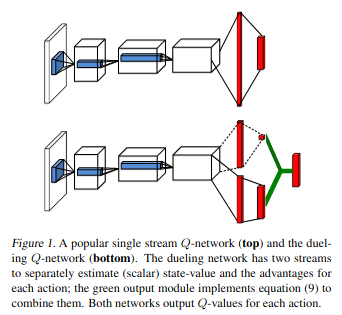 Figure 1. A popular single stream Q-network (top) and the duel-
ing Q-network (bottom). The dueling network has two streams
to separately estimate (scalar) state-value and the advantages for
each action; the green output module implements equation (9) to
combine them. Both networks output Q-values for each action.